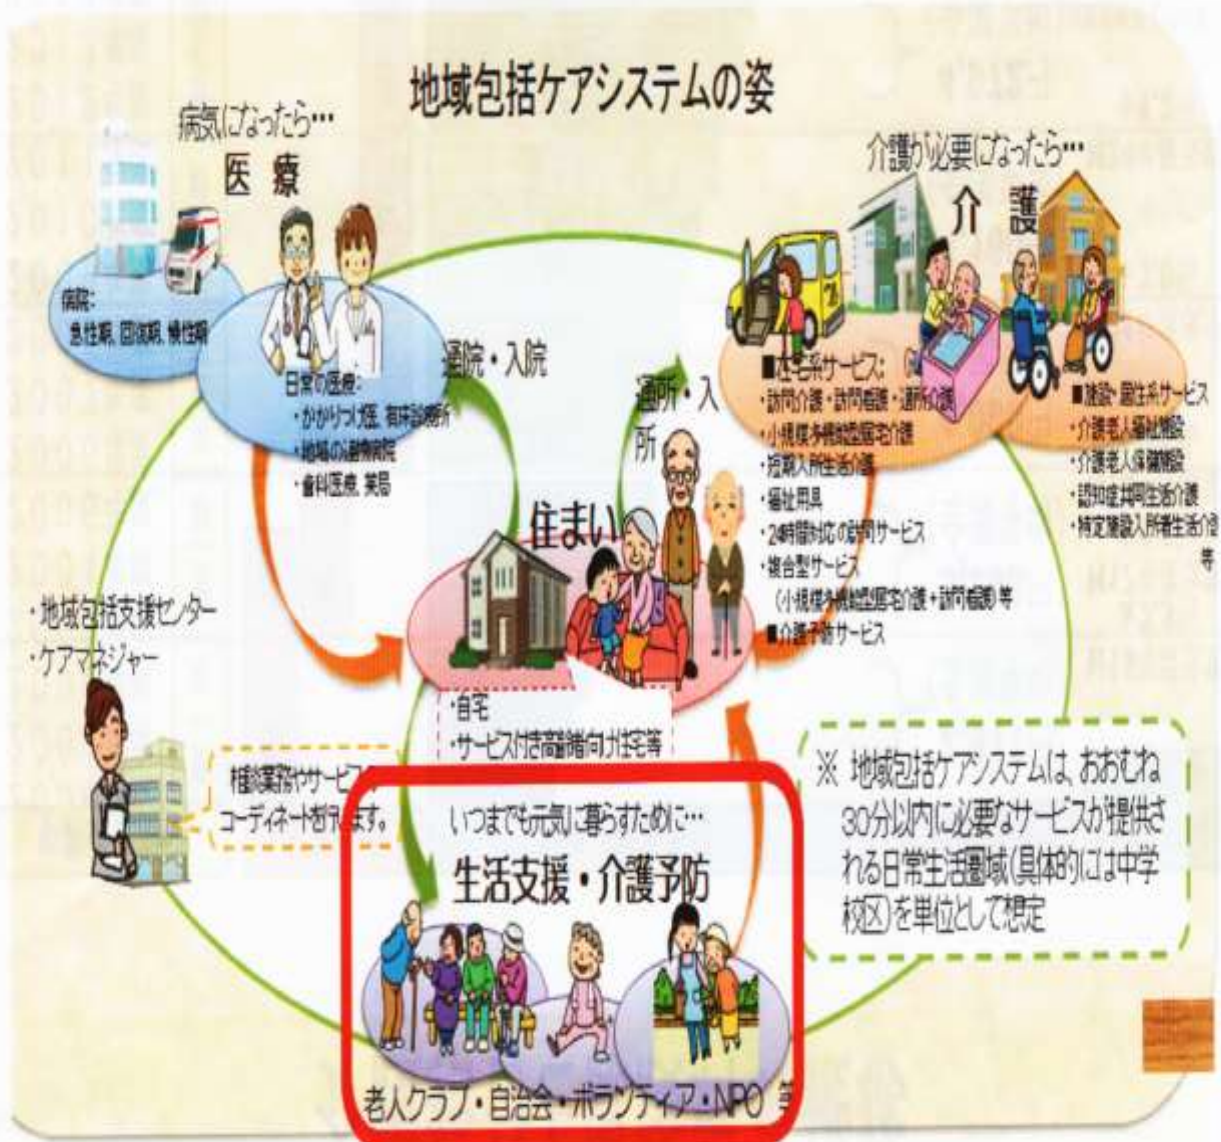 地域包括ケアシステムの姿
病気になったら…
医 療
病院:
急性期、回復期、慢性期
日常の医療:
・かかりつけ医、有床診療所
・地域の連携病院
・歯科医療、薬局
通院・入院
介護が必要になったら…
介 護
通所・入
所
■在宅系サービス:
・訪問介護・訪問看護・通所介護
・小規模多機能型居宅介護
・短期入所生活介護
・福祉用具
・24時間対応の訪問サービス
・複合型サービス
(小規模多機能型居宅介護+訪問看護)等
■介護予防サービス
■施設・居住系サービス
・介護老人福祉施設
・介護老人保健施設
・認知症共同生活介護
・特定施設入所者生活介護
等
住まい
・自宅
・サービス付き高齢者向け住宅等
・地域包括支援センター
・ケアマネジャー
相談業務やサービスの
コーディネートを行います。
いつまでも元気に暮らすために…
生活支援・介護予防
老人クラブ・自治会・ボランティア・NPO 等
※ 地域包括ケアシステムは、おおむね
30分以内に必要なサービスが提供さ
れる日常生活圏域(具体的には中学
校区)を単位として想定